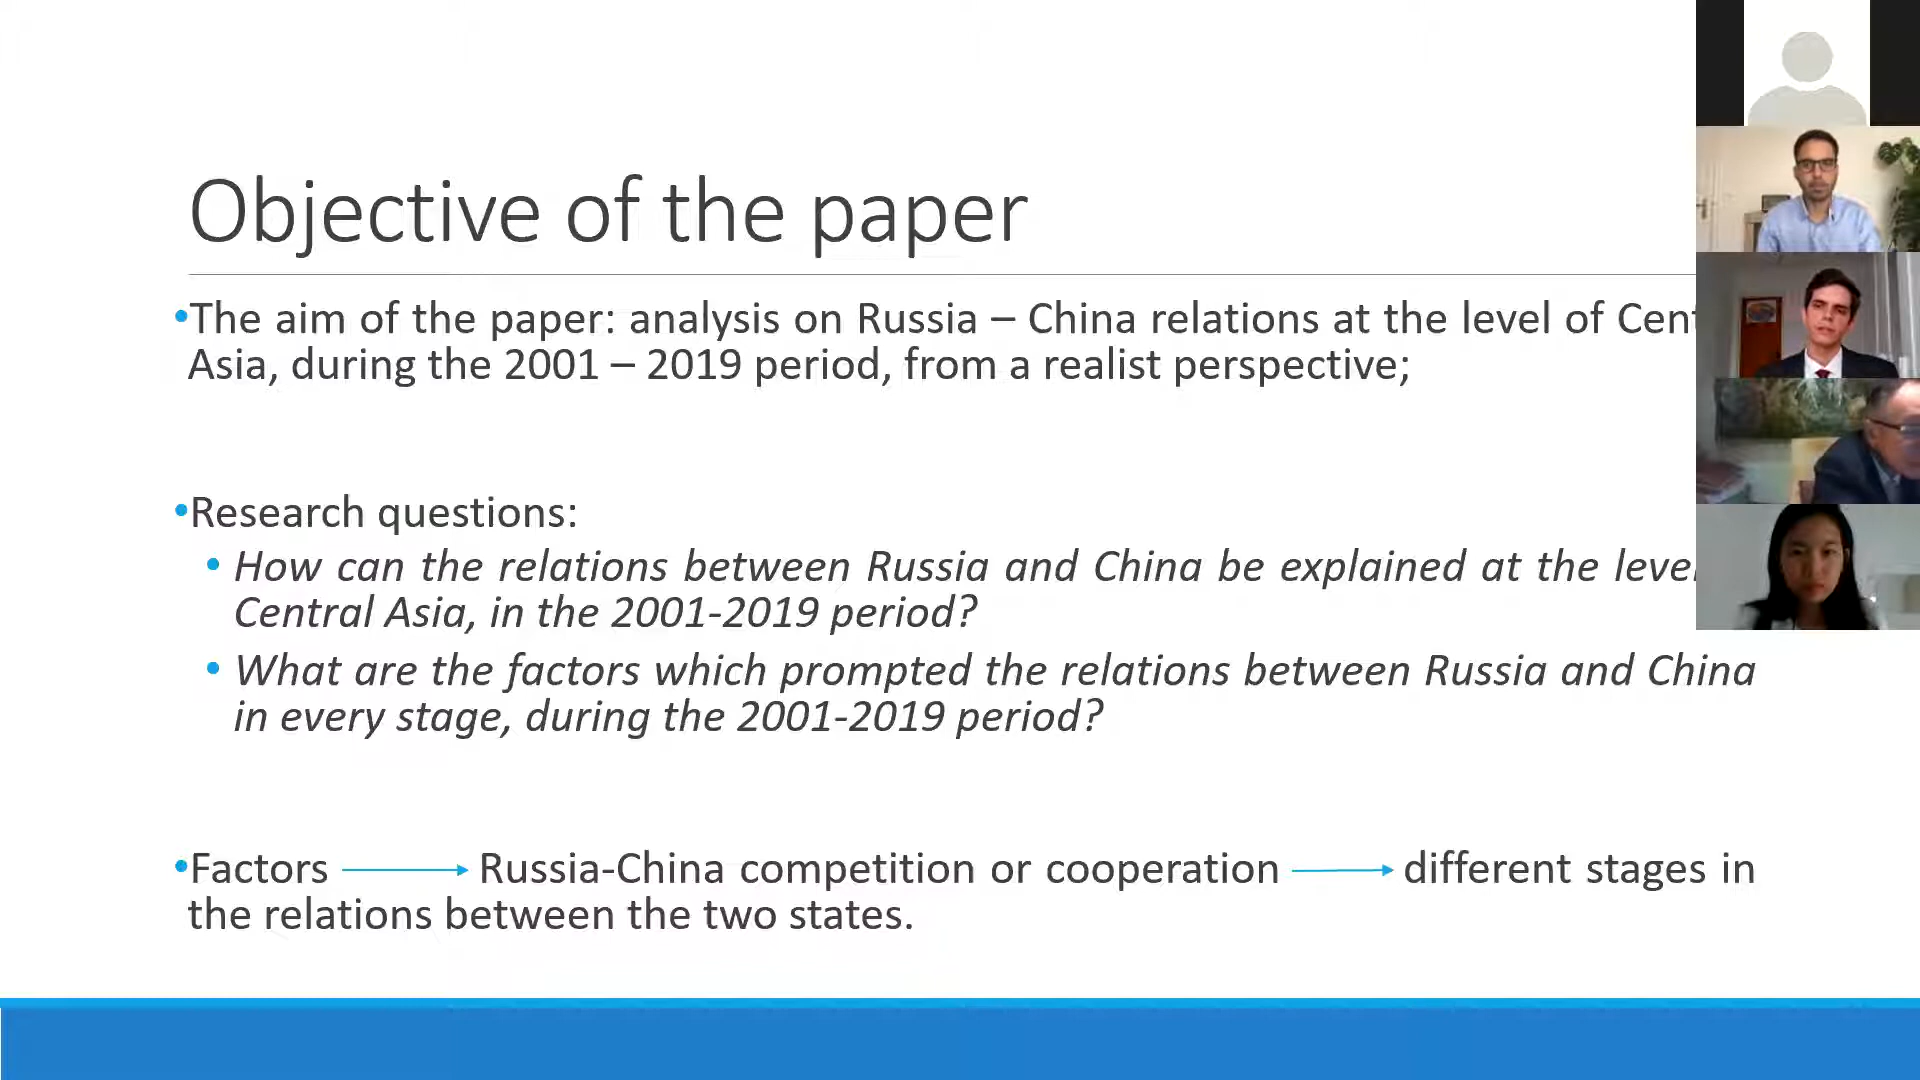 Objective of the paper
•The aim of the paper: analysis on Russia – China relations at the level of Cent
Asia, during the 2001 – 2019 period, from a realist perspective;
•Research questions:
• How can the relations between Russia and China be explained at the level
Central Asia, in the 2001-2019 period?
• What are the factors which prompted the relations between Russia and China
in every stage, during the 2001-2019 period?
•Factors → Russia-China competition or cooperation → different stages in
the relations between the two states.